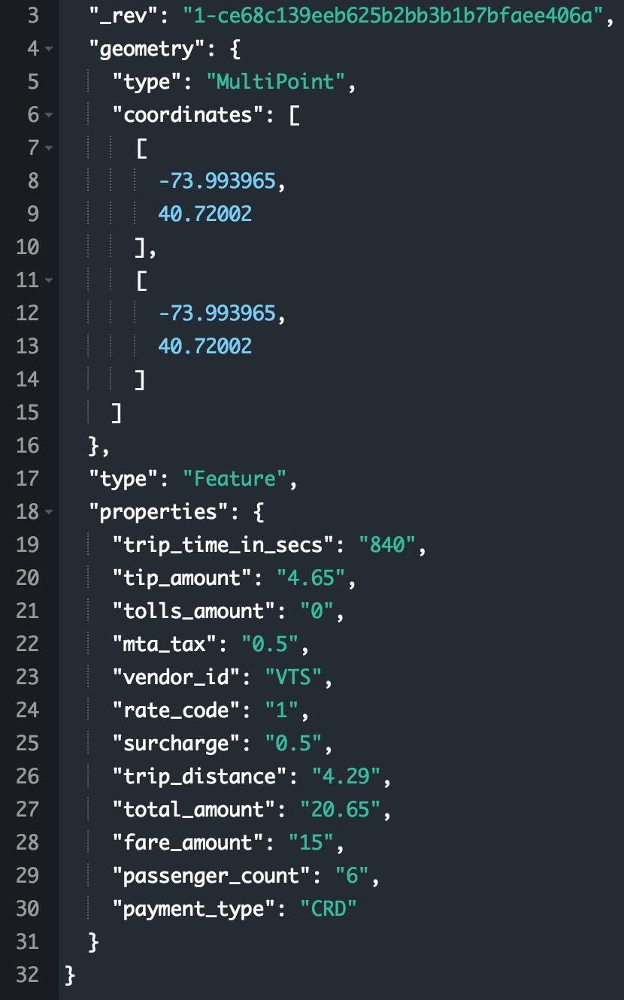 3 "_rev": "1-ce68c139eeb625b2bb3b1b7bfaee406a",
4 "geometry": {
5 "type": "MultiPoint",
6 "coordinates": [
7 [
8 -73.993965,
9 40.72002
10 ],
11 [
12 -73.993965,
13 40.72002
14 ]
15 ]
16 },
17 "type": "Feature",
18 "properties": {
19 "trip_time_in_secs": "840",
20 "tip_amount": "4.65",
21 "tolls_amount": "0",
22 "mta_tax": "0.5",
23 "vendor_id": "VTS",
24 "rate_code": "1",
25 "surcharge": "0.5",
26 "trip_distance": "4.29",
27 "total_amount": "20.65",
28 "fare_amount": "15",
29 "passenger_count": "6",
30 "payment_type": "CRD"
31 }
32 }